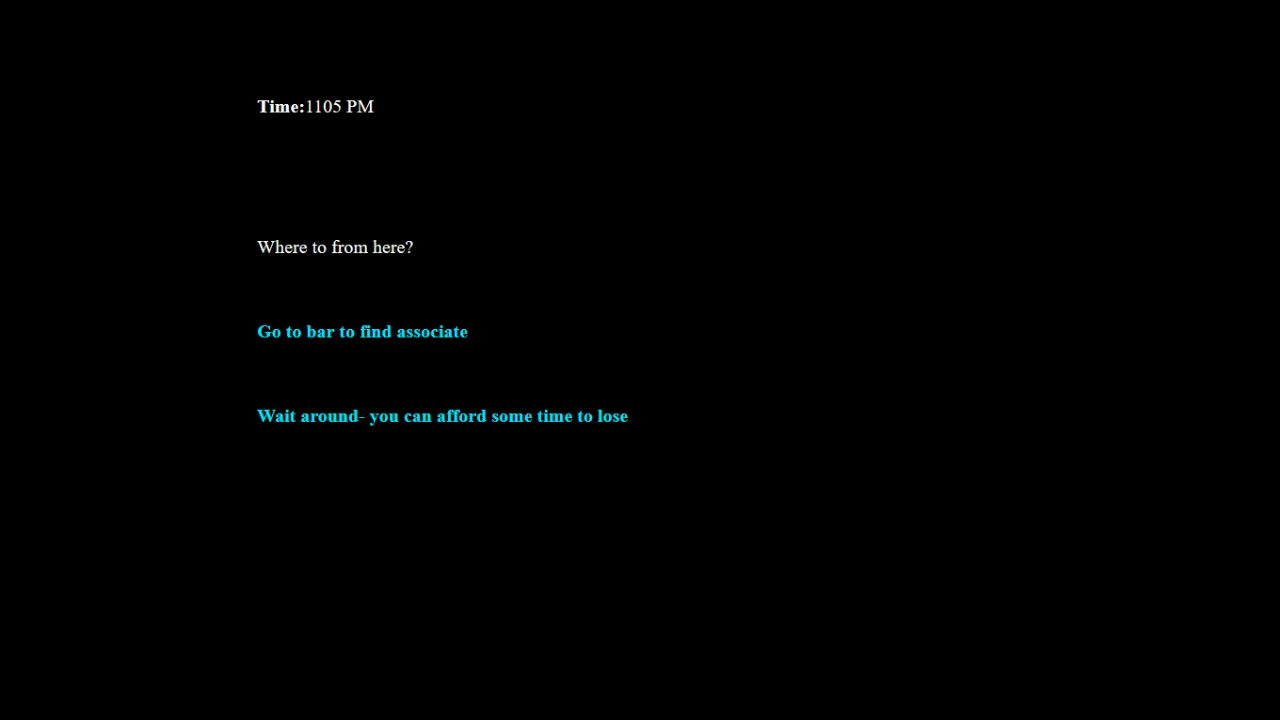 Time:1105 PM
Where to from here?
Go to bar to find associate
Wait around- you can afford some time to lose